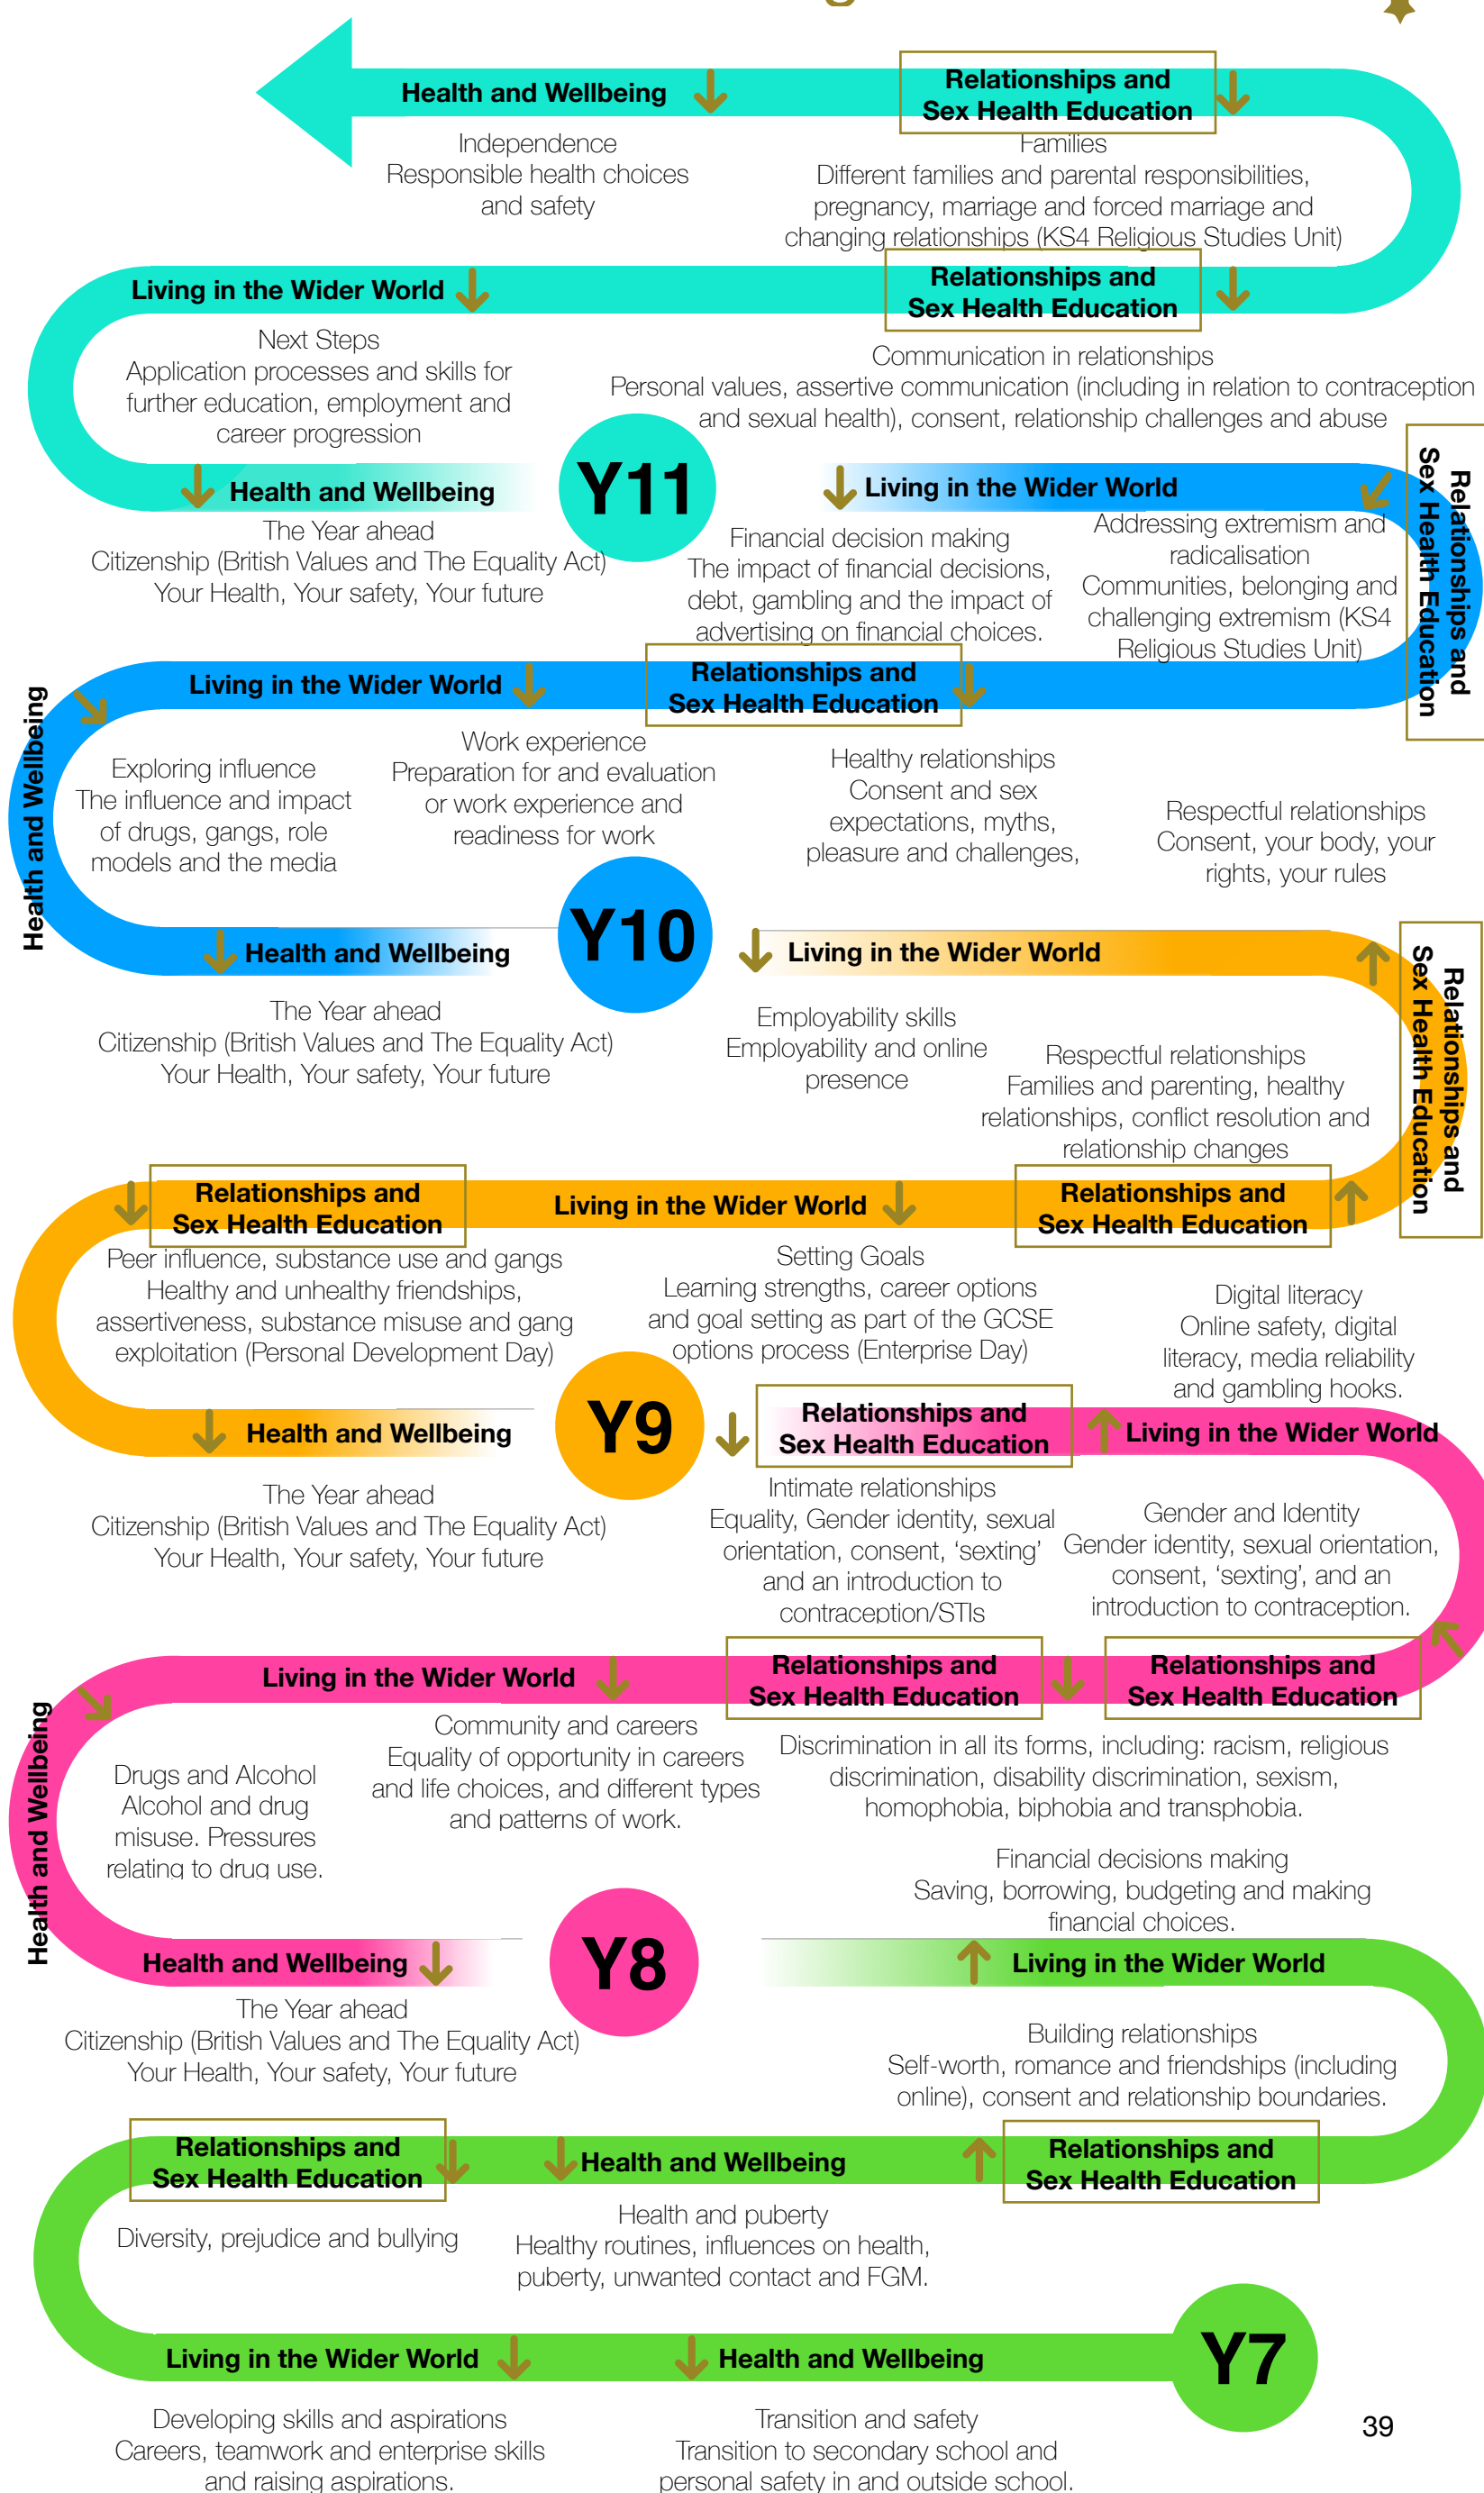 Health and Wellbeing
Relationships and
Sex Health Education
Independence
Responsible health choices
and safety
Families
Different families and parental responsibilities,
pregnancy, marriage and forced marriage and
changing relationships (KS4 Religious Studies Unit)
Living in the Wider World
Relationships and
Sex Health Education
Next Steps
Application processes and skills for
further education, employment and
career progression
Communication in relationships
Personal values, assertive communication (including in relation to contraception
and sexual health), consent, relationship challenges and abuse
Health and Wellbeing
Y11
Living in the Wider World
Relationships and
Sex Health Education
The Year ahead
Citizenship (British Values and The Equality Act)
Your Health, Your safety, Your future
Financial decision making
The impact of financial decisions,
debt, gambling and the impact of
advertising on financial choices.
Addressing extremism and
radicalisation
Communities, belonging and
challenging extremism (KS4
Religious Studies Unit)
Health and Wellbeing
Living in the Wider World
Relationships and
Sex Health Education
Exploring influence
The influence and impact
of drugs, gangs, role
models and the media
Work experience
Preparation for and evaluation
or work experience and
readiness for work
Healthy relationships
Consent and sex
expectations, myths,
pleasure and challenges,
Respectful relationships
Consent, your body, your
rights, your rules
Health and Wellbeing
Y10
Living in the Wider World
Relationships and
Sex Health Education
The Year ahead
Citizenship (British Values and The Equality Act)
Your Health, Your safety, Your future
Employability skills
Employability and online
presence
Respectful relationships
Families and parenting, healthy
relationships, conflict resolution and
relationship changes
Relationships and
Sex Health Education
Living in the Wider World
Relationships and
Sex Health Education
Peer influence, substance use and gangs
Healthy and unhealthy friendships,
assertiveness, substance misuse and gang
exploitation (Personal Development Day)
Setting Goals
Learning strengths, career options
and goal setting as part of the GCSE
options process (Enterprise Day)
Digital literacy
Online safety, digital
literacy, media reliability
and gambling hooks.
Health and Wellbeing
Y9
Relationships and
Sex Health Education
Living in the Wider World
The Year ahead
Citizenship (British Values and The Equality Act)
Your Health, Your safety, Your future
Intimate relationships
Equality, Gender identity, sexual
orientation, consent, ‘sexting’
and an introduction to
contraception/STIs
Gender and Identity
Gender identity, sexual orientation,
consent, ‘sexting’, and an
introduction to contraception.
Health and Wellbeing
Living in the Wider World
Relationships and
Sex Health Education
Relationships and
Sex Health Education
Drugs and Alcohol
Alcohol and drug
misuse. Pressures
relating to drug use.
Community and careers
Equality of opportunity in careers
and life choices, and different types
and patterns of work.
Discrimination in all its forms, including: racism, religious
discrimination, disability discrimination, sexism,
homophobia, biphobia and transphobia.
Financial decisions making
Saving, borrowing, budgeting and making
financial choices.
Health and Wellbeing
Y8
Living in the Wider World
The Year ahead
Citizenship (British Values and The Equality Act)
Your Health, Your safety, Your future
Building relationships
Self-worth, romance and friendships (including
online), consent and relationship boundaries.
Relationships and
Sex Health Education
Health and Wellbeing
Relationships and
Sex Health Education
Diversity, prejudice and bullying
Health and puberty
Healthy routines, influences on health,
puberty, unwanted contact and FGM.
Living in the Wider World
Health and Wellbeing
Y7
Developing skills and aspirations
Careers, teamwork and enterprise skills
and raising aspirations.
Transition and safety
Transition to secondary school and
personal safety in and outside school.
39